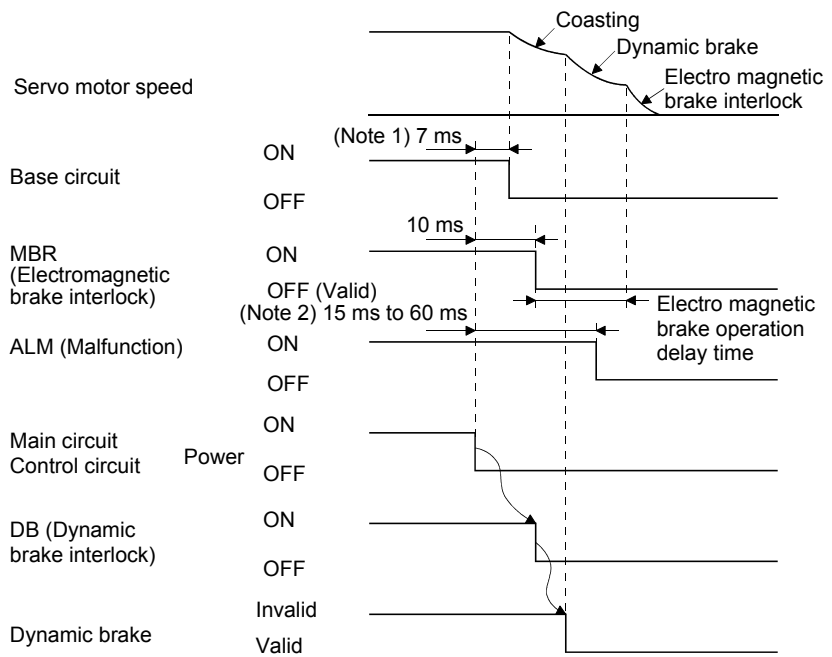 Coasting
Dynamic brake
Servo motor speed
Electro magnetic
brake interlock
(Note 1) 7 ms
ON
Base circuit
OFF
10 ms
MBR
(Electromagnetic
brake interlock)
ON
OFF (Valid)
(Note 2) 15 ms to 60 ms
Electro magnetic
brake operation
delay time
ALM (Malfunction)
ON
OFF
Main circuit
Control circuit
Power
ON
OFF
DB (Dynamic
brake interlock)
ON
OFF
Dynamic brake
Invalid
Valid